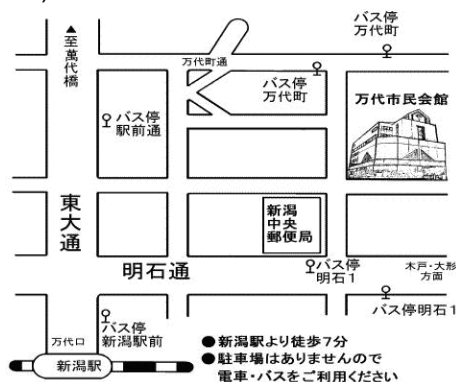 ▲至萬代橋
万代町通
バス停
万代町
バス停
万代町
万代市民会館
バス停
駅前通
東大通
新潟
中央
郵便局
明石通
バス停
明石1
木戸・大形
方面
バス停明石1
万代口
バス停
新潟駅前
新潟駅
●新潟駅より徒歩7分
●駐車場はありませんので
電車・バスをご利用ください